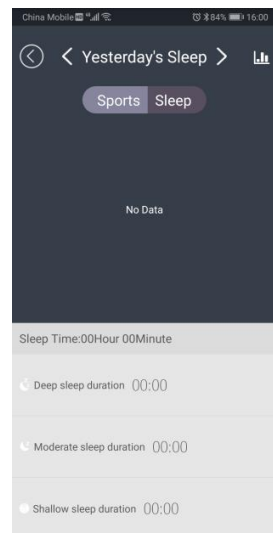 China Mobile 84% 16:00
Yesterday's Sleep
Sports Sleep
No Data
Sleep Time:00Hour 00Minute
Deep sleep duration 00:00
Moderate sleep duration 00:00
Shallow sleep duration 00:00